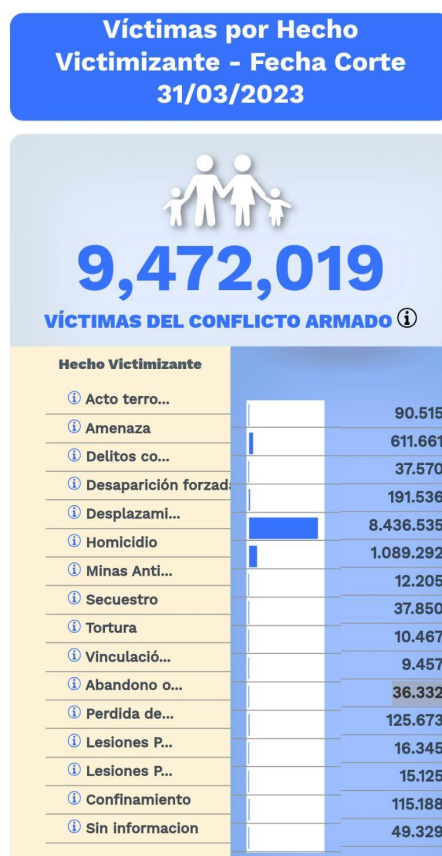 Víctimas por Hecho
Victimizante - Fecha Corte
31/03/2023
9,472,019
VÍCTIMAS DEL CONFLICTO ARMADO
Hecho Victimizante
Acto terro... 90.515
Amenaza 611.661
Delitos co... 37.570
Desaparición forzada 191.536
Desplazami... 8.436.535
Homicidio 1.089.292
Minas Anti... 12.205
Secuestro 37.850
Tortura 10.467
Vinculació... 9.457
Abandono o... 36.332
Perdida de... 125.673
Lesiones P... 16.345
Lesiones P... 15.125
Confinamiento 115.188
Sin informacion 49.329